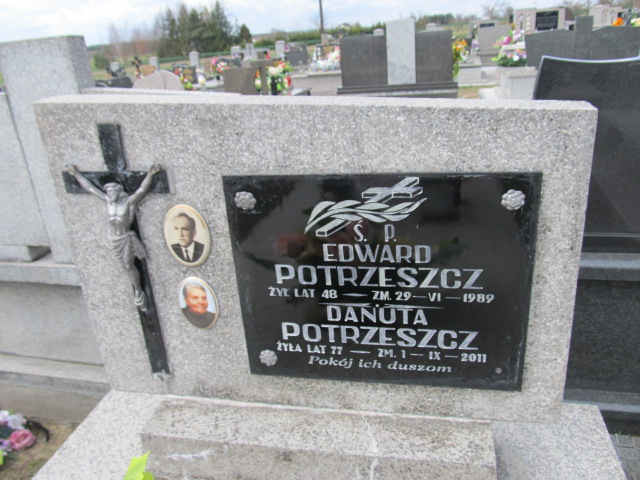 Ś. P.
EDWARD
POTRZESZCZ
ŻYŁ LAT 48 — ZM. 29-VI-1989
DANUTA
POTRZESZCZ
ŻYŁA LAT 77 — ZM. 1-IX-2011
Pokój ich duszom